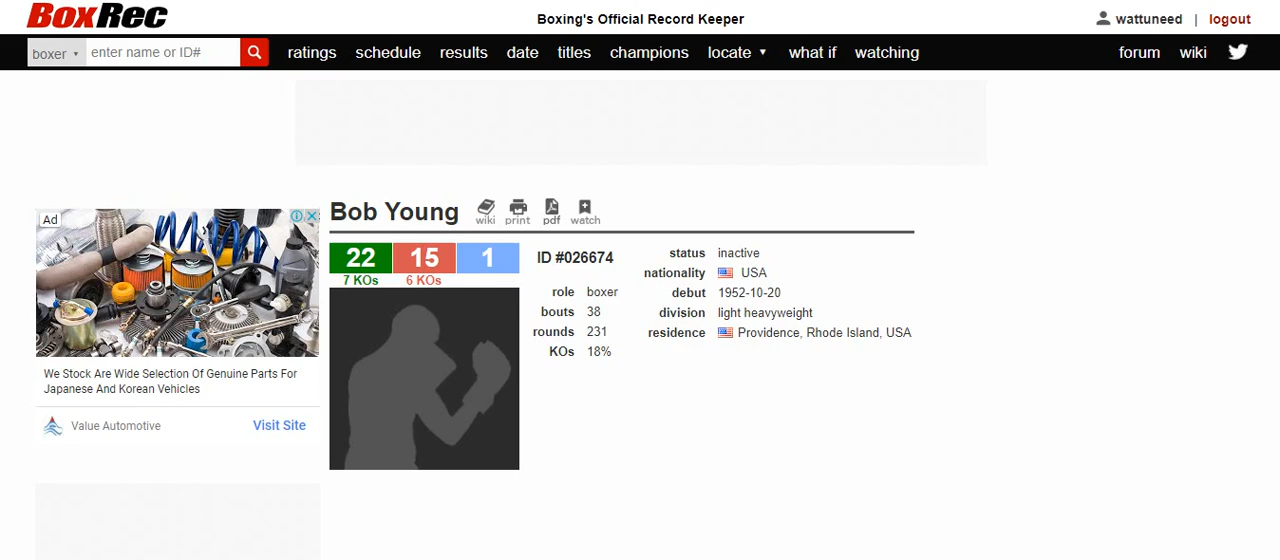 BoxRec
Boxing's Official Record Keeper
wattuneed | logout
boxer ▾ enter name or ID#
ratings schedule results date titles champions locate ▼ what if watching forum wiki
Ad
We Stock Are Wide Selection Of Genuine Parts For
Japanese And Korean Vehicles
Value Automotive
Visit Site
Bob Young
wiki print pdf watch
22 15 1
7 KOs 6 KOs
ID #026674
role boxer
bouts 38
rounds 231
KOs 18%
status inactive
nationality USA
debut 1952-10-20
division light heavyweight
residence Providence, Rhode Island, USA